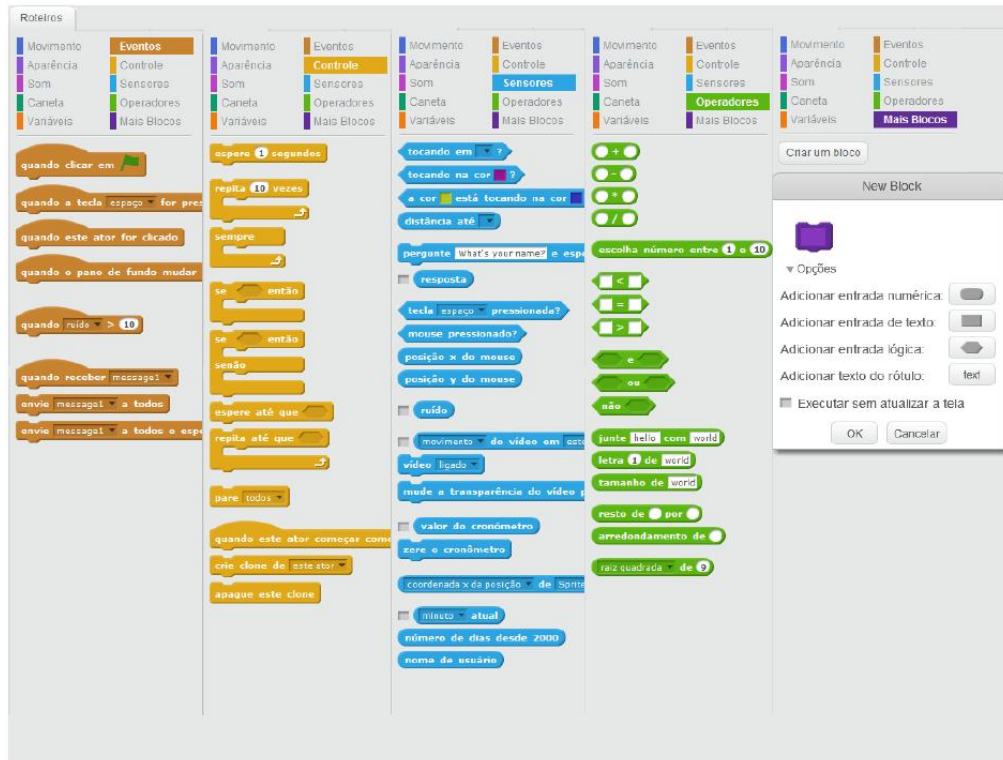 Roteiros
Movimento Eventos
Aparência Controle
Som Sensores
Caneta Operadores
Variáveis Mais Blocos
quando clicar em
quando a tecla espaço for pres
quando este ator for clicado
quando o pano de fundo mudar
quando ruído > 10
quando receber message1
envie message1 a todos
envie message1 a todos e espe
Movimento Eventos
Aparência Controle
Som Sensores
Caneta Operadores
Variáveis Mais Blocos
espere 1 segundos
repita 10 vezes
sempre
se então
se então
senão
espere até que
repita até que
pare todos
quando este ator começar como
crie clone de este ator
apague este clone
Movimento Eventos
Aparência Controle
Som Sensores
Caneta Operadores
Variáveis Mais Blocos
tocando em ?
tocando na cor ?
a cor está tocando na cor
distância até
pergunte What's your name? e espe
resposta
tecla espaço pressionada?
mouse pressionado?
posição x do mouse
posição y do mouse
ruído
movimento do vídeo em este
vídeo ligado
mude a transparência do vídeo p
valor do cronômetro
zere o cronômetro
coordenada x da posição de Sprite
minuto atual
número de dias desde 2000
nome de usuário
Movimento Eventos
Aparência Controle
Som Sensores
Caneta Operadores
Variáveis Mais Blocos
+
-
*
/
escolha número entre 1 e 10
<
=
>
e
ou
não
junte hello com world
letra 1 de world
tamanho de world
resto de por
arredondamento de
raiz quadrada de 9
Movimento Eventos
Aparência Controle
Som Sensores
Caneta Operadores
Variáveis Mais Blocos
Criar um bloco
New Block
Opções
Adicionar entrada numérica:
Adicionar entrada de texto:
Adicionar entrada lógica:
Adicionar texto do rótulo: text
Executar sem atualizar a tela
OK Cancelar